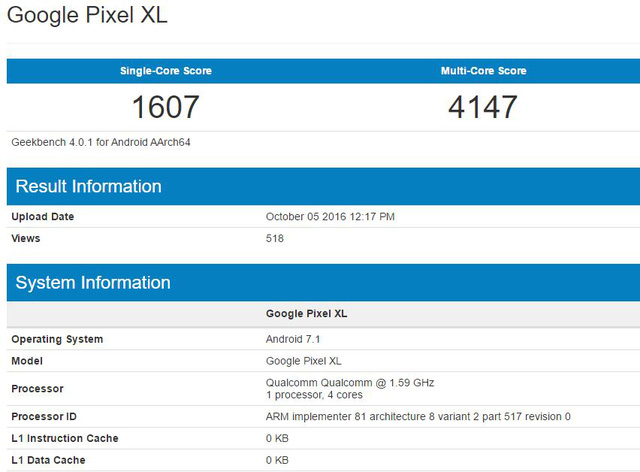 Google Pixel XL
Single-Core Score Multi-Core Score
1607 4147
Geekbench 4.0.1 for Android AArch64
Result Information
Upload Date October 05 2016 12:17 PM
Views 518
System Information
Google Pixel XL
Operating System Android 7.1
Model Google Pixel XL
Processor Qualcomm Qualcomm @ 1.59 GHz
1 processor, 4 cores
Processor ID ARM implementer 81 architecture 8 variant 2 part 517 revision 0
L1 Instruction Cache 0 KB
L1 Data Cache 0 KB